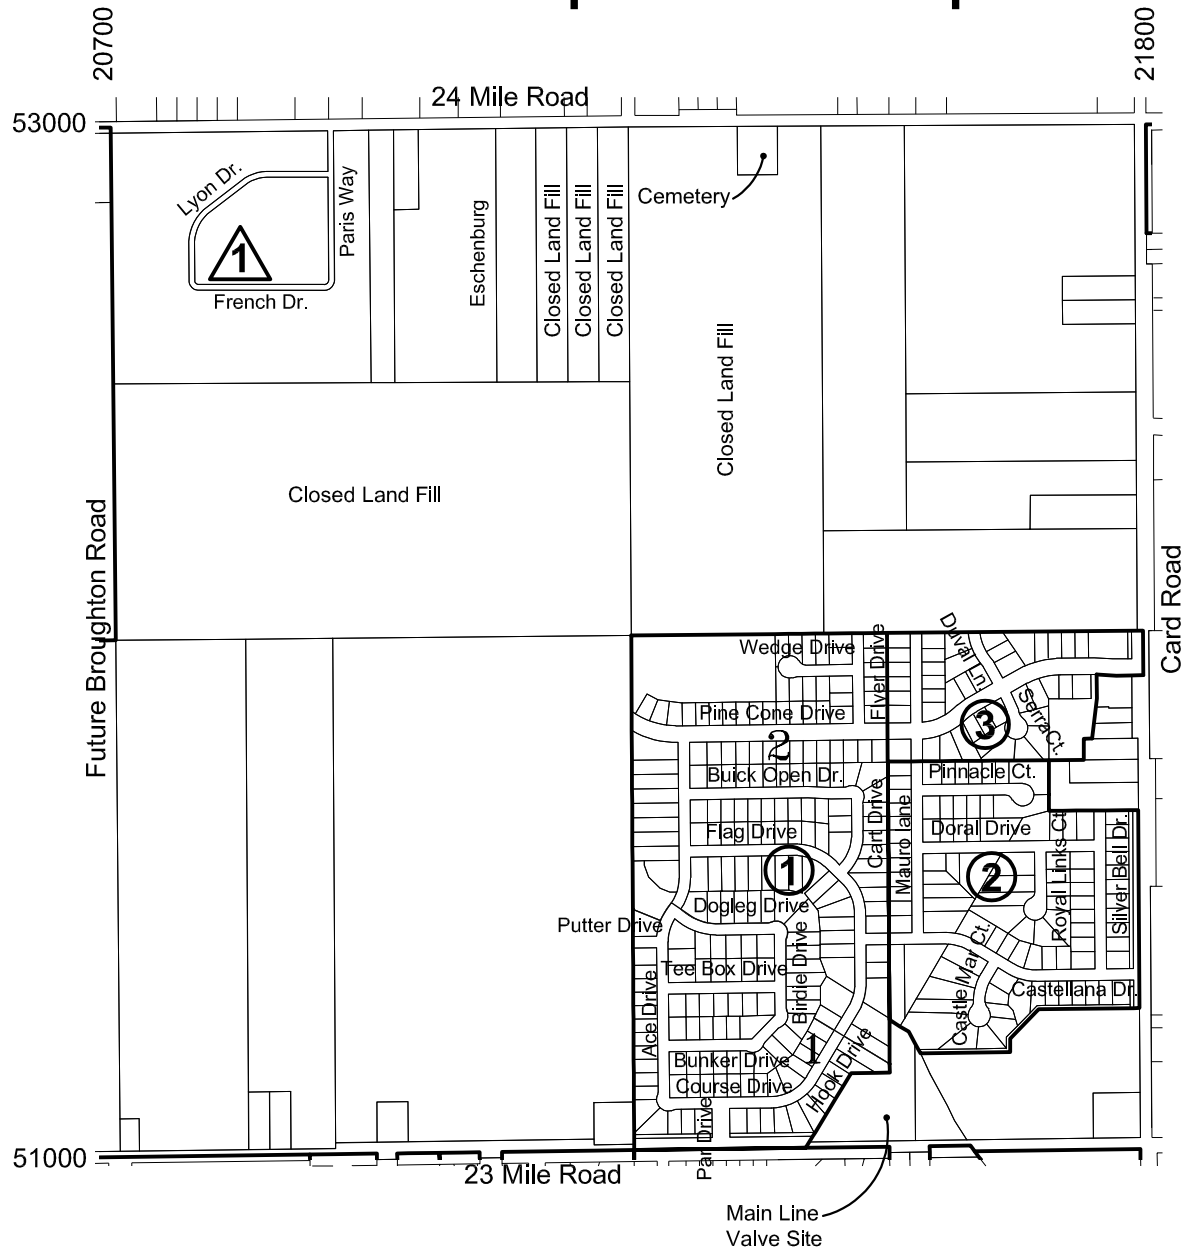 20700
21800
24 Mile Road
53000
Lyon Dr.
Paris Way
1
French Dr.
Eschenburg
Closed Land Fill
Closed Land Fill
Closed Land Fill
Cemetery
Closed Land Fill
Closed Land Fill
Future Broughton Road
Card Road
Wedge Drive
Flyer Drive
Duval Ln.
Serra Ct.
Pine Cone Drive
3
2
Buick Open Dr.
Pinnacle Ct.
Flag Drive
Cart Drive
Mauro lane
Doral Drive
Royal Links Ct.
Silver Bell Dr.
1
2
Dogleg Drive
Putter Drive
Birdie Drive
Tee Box Drive
Castle Mar Ct.
Castellana Dr.
Ace Drive
1
Bunker Drive
Hook Drive
Course Drive
Par Drive
51000
23 Mile Road
Main Line
Valve Site